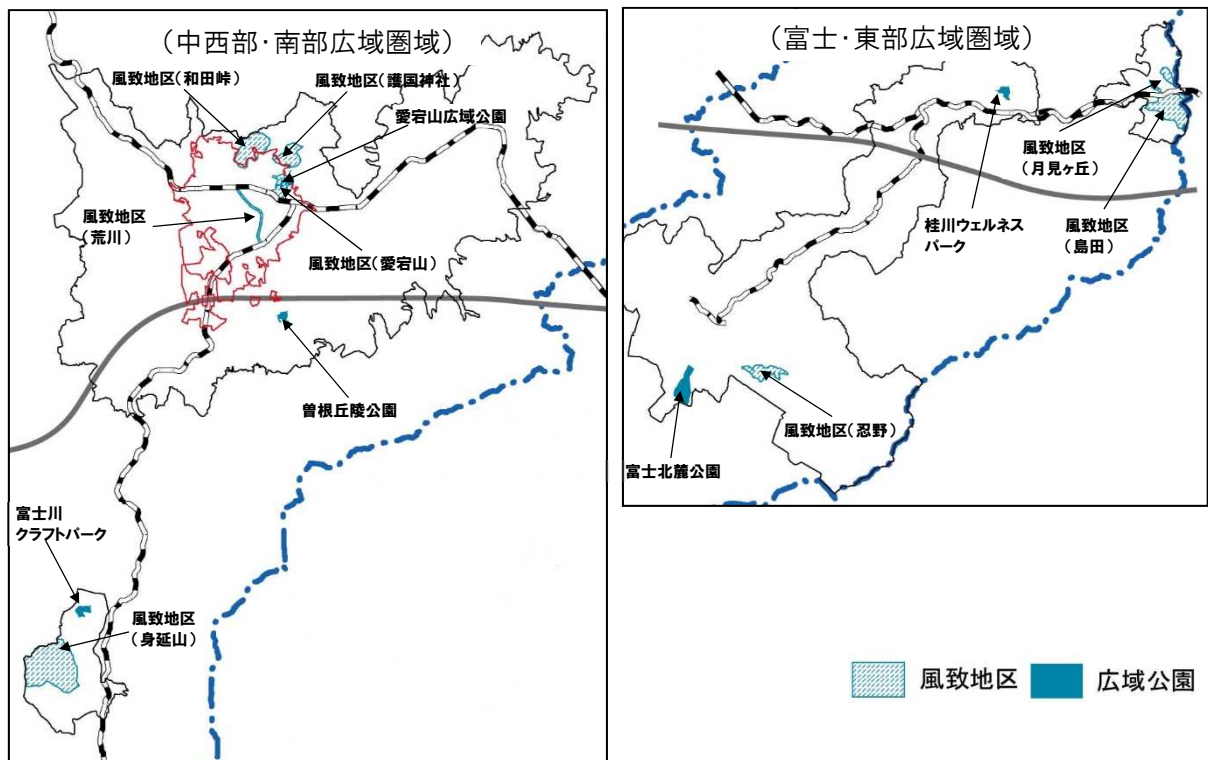 （中西部・南部広域圏域）
風致地区（和田峠）
風致地区（護国神社）
愛宕山広域公園
風致地区
（荒川）
風致地区（愛宕山）
曽根丘陵公園
富士川
クラフトパーク
風致地区
（身延山）
（富士・東部広域圏域）
風致地区
（月見ヶ丘）
桂川ウェルネス
パーク
風致地区
（島田）
風致地区（忍野）
富士北麓公園
風致地区
広域公園